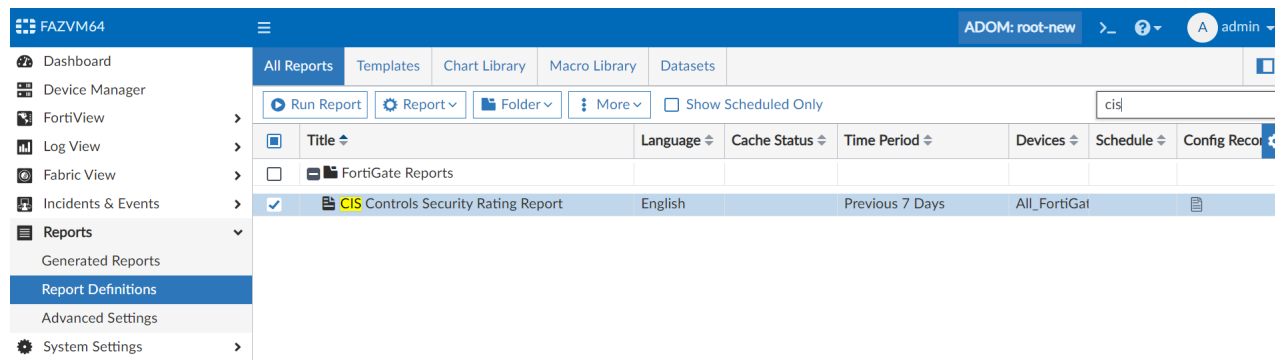 FAZVM64 ADOM: root-new >_ ? A admin
Dashboard
Device Manager
FortiView
Log View
Fabric View
Incidents & Events
Reports
Generated Reports
Report Definitions
Advanced Settings
System Settings
All Reports Templates Chart Library Macro Library Datasets
Run Report Report Folder More Show Scheduled Only cis
Title Language Cache Status Time Period Devices Schedule Config Recor
FortiGate Reports
CIS Controls Security Rating Report English Previous 7 Days All_FortiGat